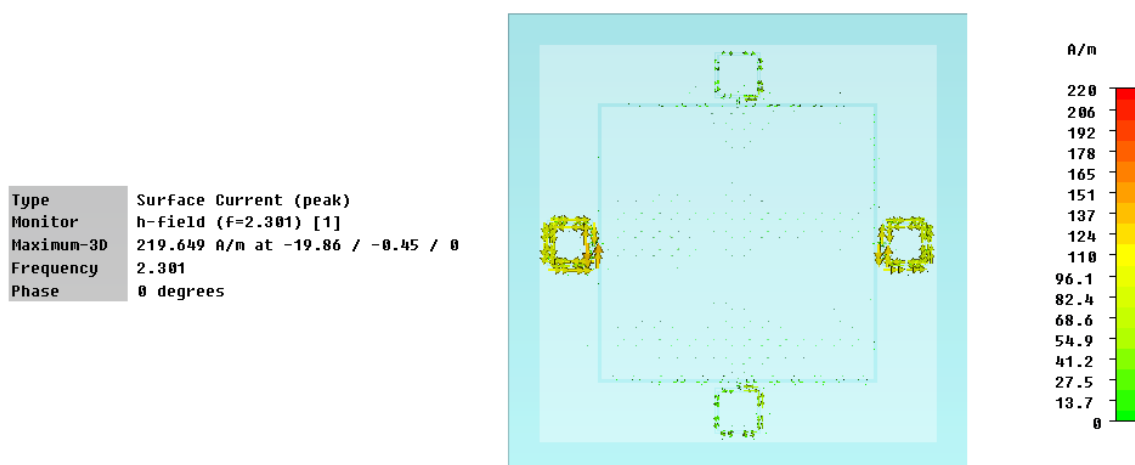 Type Surface Current (peak)
Monitor h-field (f=2.301) [1]
Maximum-3D 219.649 A/m at -19.86 / -0.45 / 0
Frequency 2.301
Phase 0 degrees
A/m
220
206
192
178
165
151
137
124
110
96.1
82.4
68.6
54.9
41.2
27.5
13.7
0